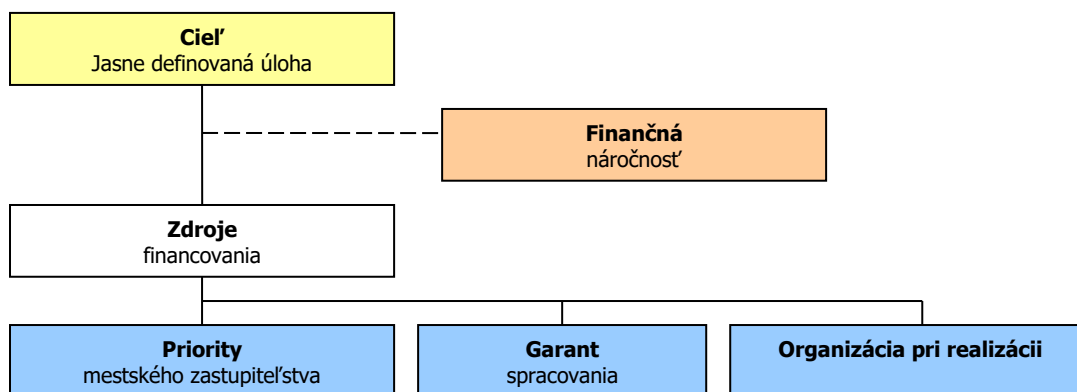 Cieľ
Jasne definovaná úloha
Finančná
náročnosť
Zdroje
financovania
Priority
mestského zastupiteľstva
Garant
spracovania
Organizácia pri realizácii